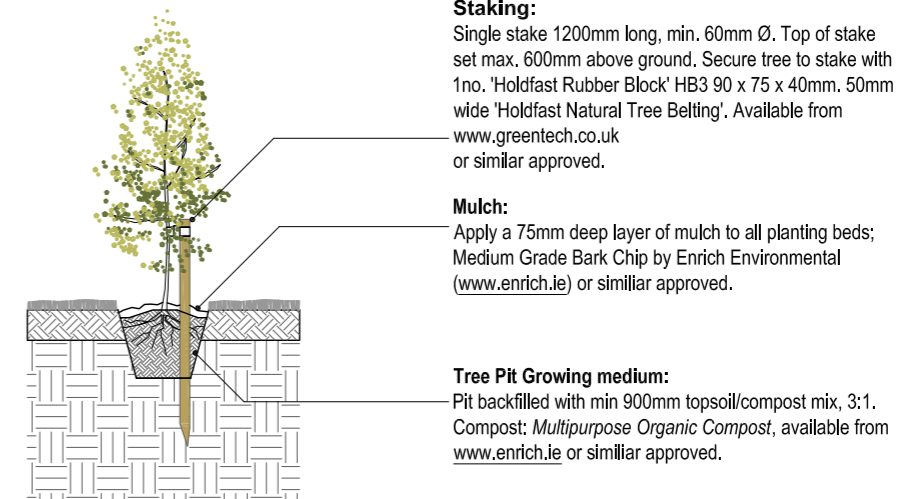 Staking:
Single stake 1200mm long, min. 60mm Ø. Top of stake
set max. 600mm above ground. Secure tree to stake with
1no. 'Holdfast Rubber Block' HB3 90 x 75 x 40mm. 50mm
wide 'Holdfast Natural Tree Belting'. Available from
www.greentech.co.uk
or similar approved.
Mulch:
Apply a 75mm deep layer of mulch to all planting beds;
Medium Grade Bark Chip by Enrich Environmental
(www.enrich.ie) or similiar approved.
Tree Pit Growing medium:
Pit backfilled with min 900mm topsoil/compost mix, 3:1.
Compost: Multipurpose Organic Compost, available from
www.enrich.ie or similiar approved.